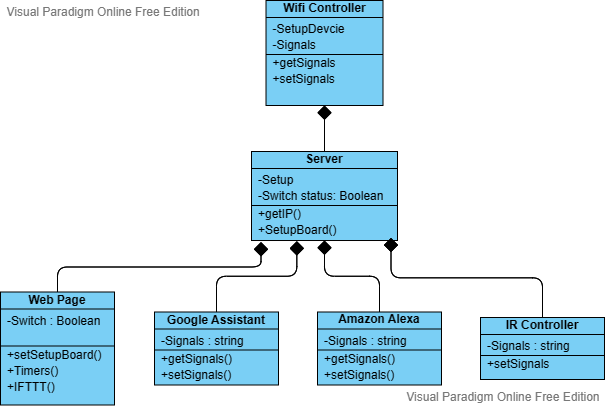 Visual Paradigm Online Free Edition
Wifi Controller
-SetupDevcie
-Signals
+getSignals
+setSignals
Server
-Setup
-Switch status: Boolean
+getIP()
+SetupBoard()
Web Page
-Switch : Boolean
+setSetupBoard()
+Timers()
+IFTTT()
Google Assistant
-Signals : string
+getSignals()
+setSignals()
Amazon Alexa
-Signals : string
+getSignals()
+setSignals()
IR Controller
-Signals : string
+setSignals
Visual Paradigm Online Free Edition